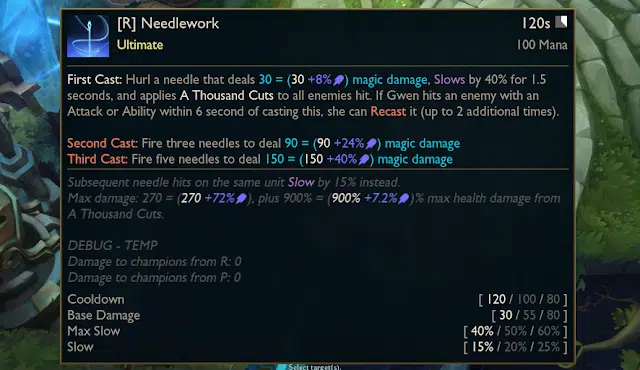 [R] Needlework 120s
Ultimate 100 Mana
First Cast: Hurl a needle that deals 30 = (30 +8%) magic damage, Slows by 40% for 1.5
seconds, and applies A Thousand Cuts to all enemies hit. If Gwen hits an enemy with an
Attack or Ability within 6 second of casting this, she can Recast it (up to 2 additional times).
Second Cast: Fire three needles to deal 90 = (90 +24%) magic damage
Third Cast: Fire five needles to deal 150 = (150 +40%) magic damage
Subsequent needle hits on the same unit Slow by 15% instead.
Max damage: 270 = (270 +72%), plus 900% = (900% +7.2%)% max health damage from
A Thousand Cuts.
DEBUG - TEMP
Damage to champions from R: 0
Damage to champions from P: 0
Cooldown [ 120 / 100 / 80 ]
Base Damage [ 30 / 55 / 80 ]
Max Slow [ 40% / 50% / 60% ]
Slow [ 15% / 20% / 25% ]
Select target(s).